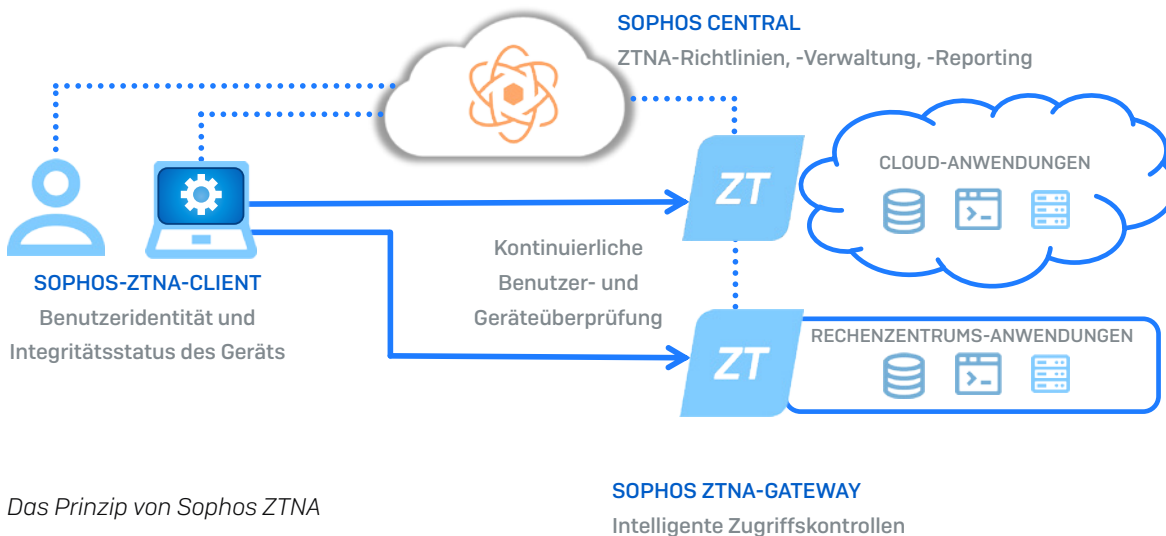 SOPHOS CENTRAL
ZTNA-Richtlinien, -Verwaltung, -Reporting
ZT
CLOUD-ANWENDUNGEN
SOPHOS-ZTNA-CLIENT
Benutzeridentität und
Integritätsstatus des Geräts
Kontinuierliche
Benutzer- und
Geräteüberprüfung
ZT
RECHENZENTRUMS-ANWENDUNGEN
Das Prinzip von Sophos ZTNA
SOPHOS ZTNA-GATEWAY
Intelligente Zugriffskontrollen